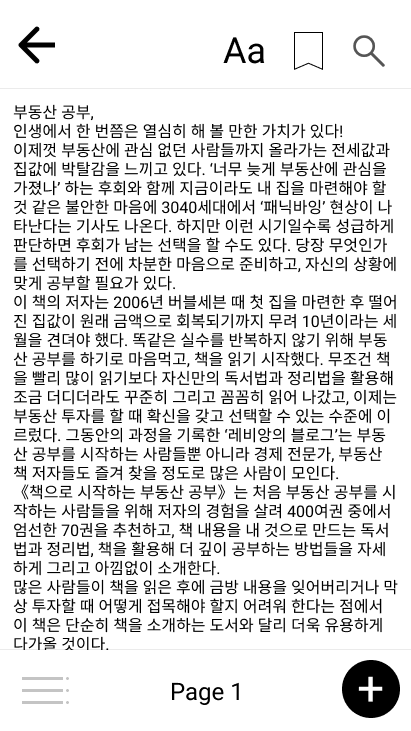 Aa
부동산 공부,
인생에서 한 번쯤은 열심히 해 볼 만한 가치가 있다!
이제껏 부동산에 관심 없던 사람들까지 올라가는 전세값과
집값에 박탈감을 느끼고 있다. ‘너무 늦게 부동산에 관심을
가졌나’ 하는 후회와 함께 지금이라도 내 집을 마련해야 할
것 같은 불안한 마음에 3040세대에서 ‘패닉바잉’ 현상이 나
타난다는 기사도 나온다. 하지만 이런 시기일수록 성급하게
판단하면 후회가 남는 선택을 할 수도 있다. 당장 무엇인가
를 선택하기 전에 차분한 마음으로 준비하고, 자신의 상황에
맞게 공부할 필요가 있다.
이 책의 저자는 2006년 버블세븐 때 첫 집을 마련한 후 떨어
진 집값이 원래 금액으로 회복되기까지 무려 10년이라는 세
월을 견뎌야 했다. 똑같은 실수를 반복하지 않기 위해 부동
산 공부를 하기로 마음먹고, 책을 읽기 시작했다. 무조건 책
을 빨리 많이 읽기보다 자신만의 독서법과 정리법을 활용해
조금 더디더라도 꾸준히 그리고 꼼꼼히 읽어 나갔고, 이제는
부동산 투자를 할 때 확신을 갖고 선택할 수 있는 수준에 이
르렀다. 그동안의 과정을 기록한 ‘레비앙의 블로그’는 부동
산 공부를 시작하는 사람들뿐 아니라 경제 전문가, 부동산
책 저자들도 즐겨 찾을 정도로 많은 사람이 모인다.
《책으로 시작하는 부동산 공부》는 처음 부동산 공부를 시
작하는 사람들을 위해 저자의 경험을 살려 400여권 중에서
엄선한 70권을 추천하고, 책 내용을 내 것으로 만드는 독서
법과 정리법, 책을 활용해 더 깊이 공부하는 방법들을 자세
하게 그리고 아낌없이 소개한다.
많은 사람들이 책을 읽은 후에 금방 내용을 잊어버리거나 막
상 투자할 때 어떻게 접목해야 할지 어려워 한다는 점에서
이 책은 단순히 책을 소개하는 도서와 달리 더욱 유용하게
다가올 것이다.
Page 1